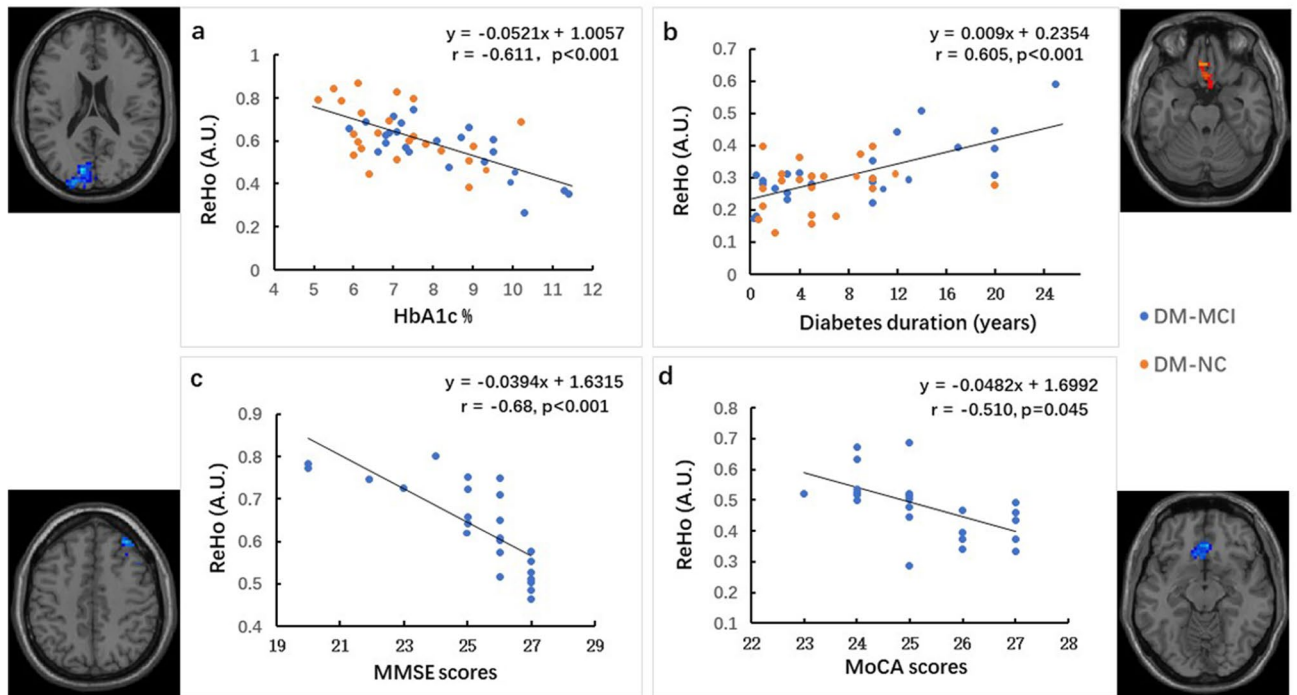 a
y = -0.0521x + 1.0057
r = -0.611, p<0.001
ReHo (A.U.)
1
0.8
0.6
0.4
0.2
0
4 5 6 7 8 9 10 11 12
HbA1c %
b
y = 0.009x + 0.2354
r = 0.605, p<0.001
ReHo (A.U.)
0.7
0.6
0.5
0.4
0.3
0.2
0.1
0
0 4 8 12 16 20 24
Diabetes duration (years)
DM-MCI
DM-NC
c
y = -0.0394x + 1.6315
r = -0.68, p<0.001
ReHo (A.U.)
0.9
0.8
0.7
0.6
0.5
0.4
19 21 23 25 27 29
MMSE scores
d
y = -0.0482x + 1.6992
r = -0.510, p=0.045
ReHo (A.U.)
0.8
0.7
0.6
0.5
0.4
0.3
0.2
0.1
22 23 24 25 26 27 28
MoCA scores